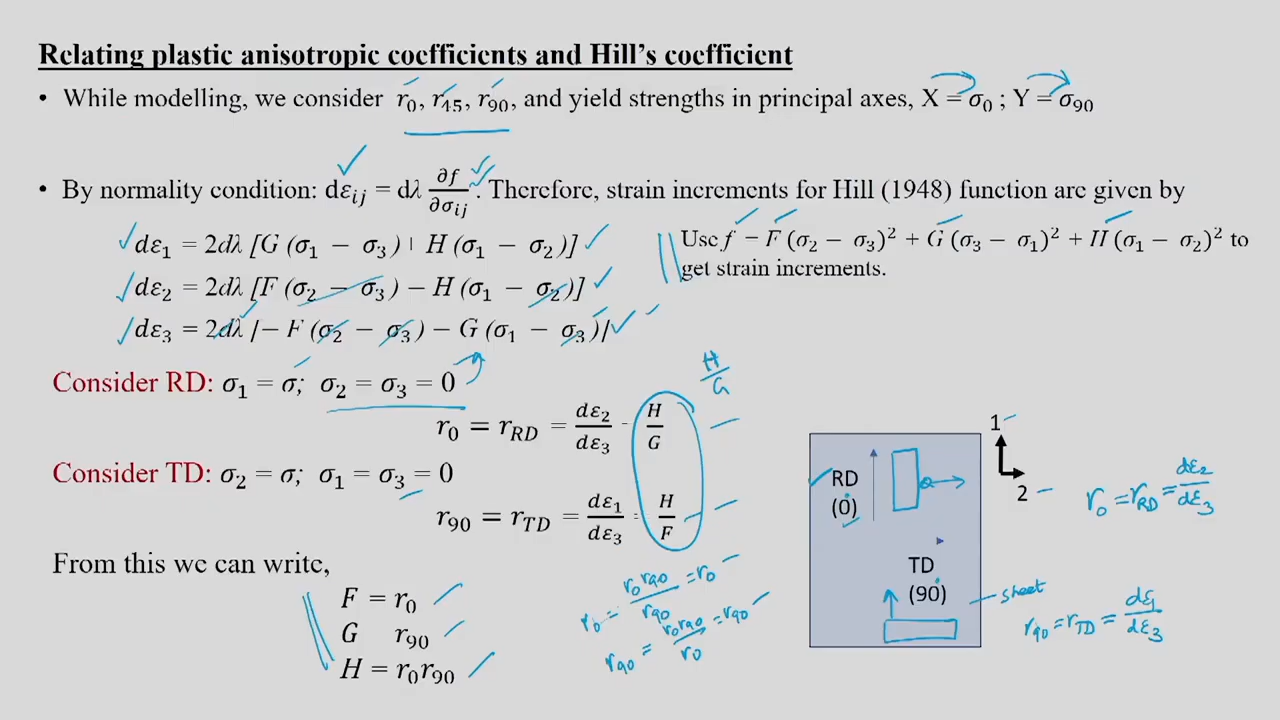 Relating plastic anisotropic coefficients and Hill's coefficient
• While modelling, we consider r₀, r₄₅, r₉₀, and yield strengths in principal axes, X = σ₀ ; Y = σ₉₀
• By normality condition: dε_ij = dλ ∂f/∂σ_ij. Therefore, strain increments for Hill (1948) function are given by
dε₁ = 2dλ [G (σ₁ − σ₃) + H (σ₁ − σ₂)]
Use f = F (σ₂ − σ₃)² + G (σ₃ − σ₁)² + H (σ₁ − σ₂)² to
get strain increments.
dε₂ = 2dλ [F (σ₂ − σ₃) − H (σ₁ − σ₂)]
dε₃ = 2dλ [− F (σ₂ − σ₃) − G (σ₁ − σ₃)]
H/G
Consider RD: σ₁ = σ; σ₂ = σ₃ = 0
r₀ = r_RD = dε₂/dε₃ = H/G
Consider TD: σ₂ = σ; σ₁ = σ₃ = 0
r₉₀ = r_TD = dε₁/dε₃ = H/F
From this we can write,
F = r₀
G r₉₀
H = r₀r₉₀
r₀ = r₀r₉₀/r₉₀ = r₀
r₉₀ = r₀r₉₀/r₀ = r₉₀
1
2
RD
(0)
TD
(90)
sheet
r₀ = r_RD = dε₂/dε₃
r₉₀ = r_TD = dε₁/dε₃